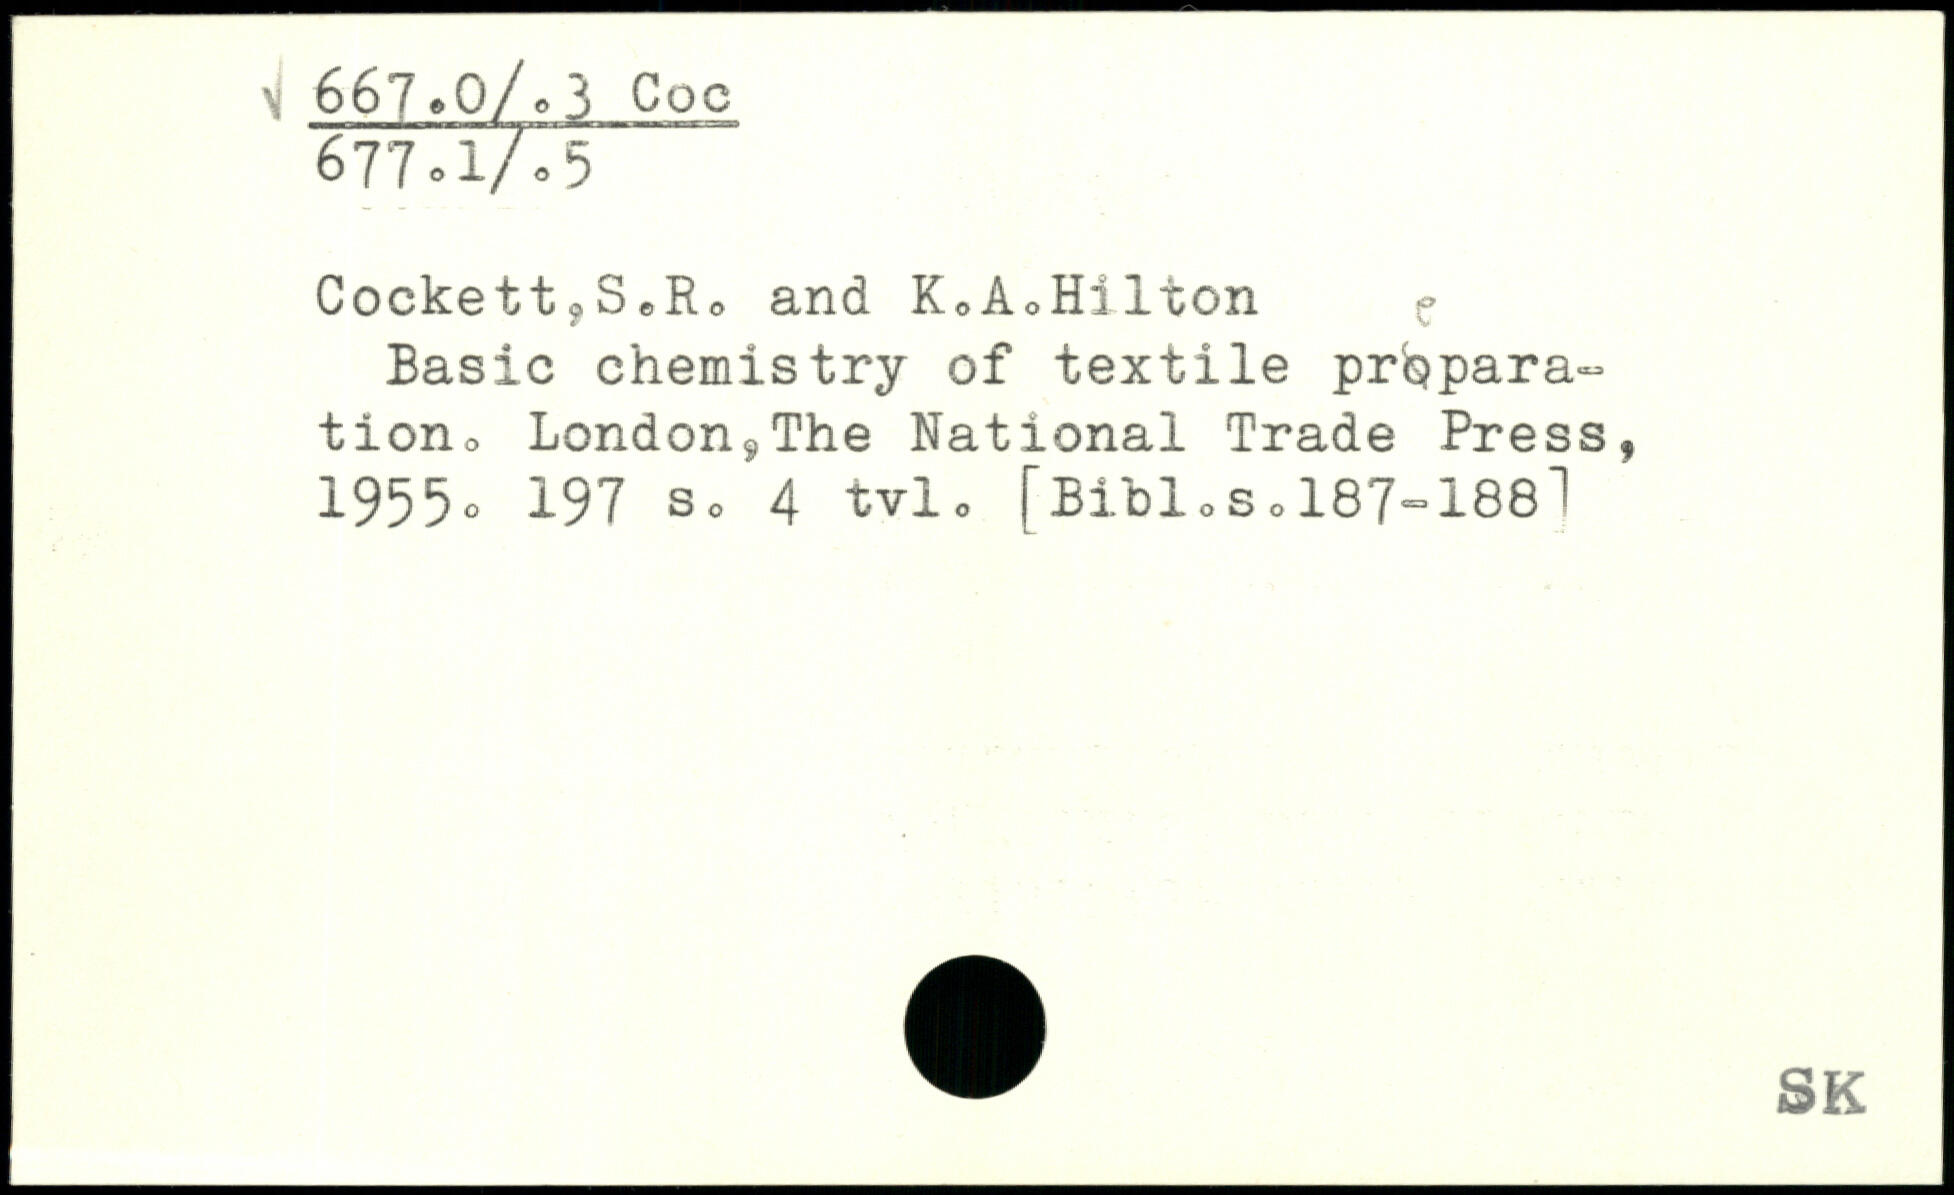 √ 667.0/.3 Coc
677.1/.5
Cockett,S.R. and K.A.Hilton
e
Basic chemistry of textile propara-
tion. London,The National Trade Press,
1955. 197 s. 4 tvl. [Bibl.s.187-188]
SK